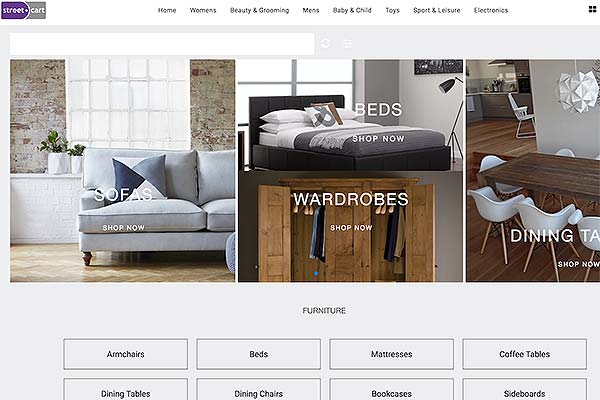 street cart
Home Womens Beauty & Grooming Mens Baby & Child Toys Sport & Leisure Electronics
SOFAS
SHOP NOW
BEDS
SHOP NOW
WARDROBES
SHOP NOW
DINING TA
SHOP NOW
FURNITURE
Armchairs Beds Mattresses Coffee Tables
Dining Tables Dining Chairs Bookcases Sideboards